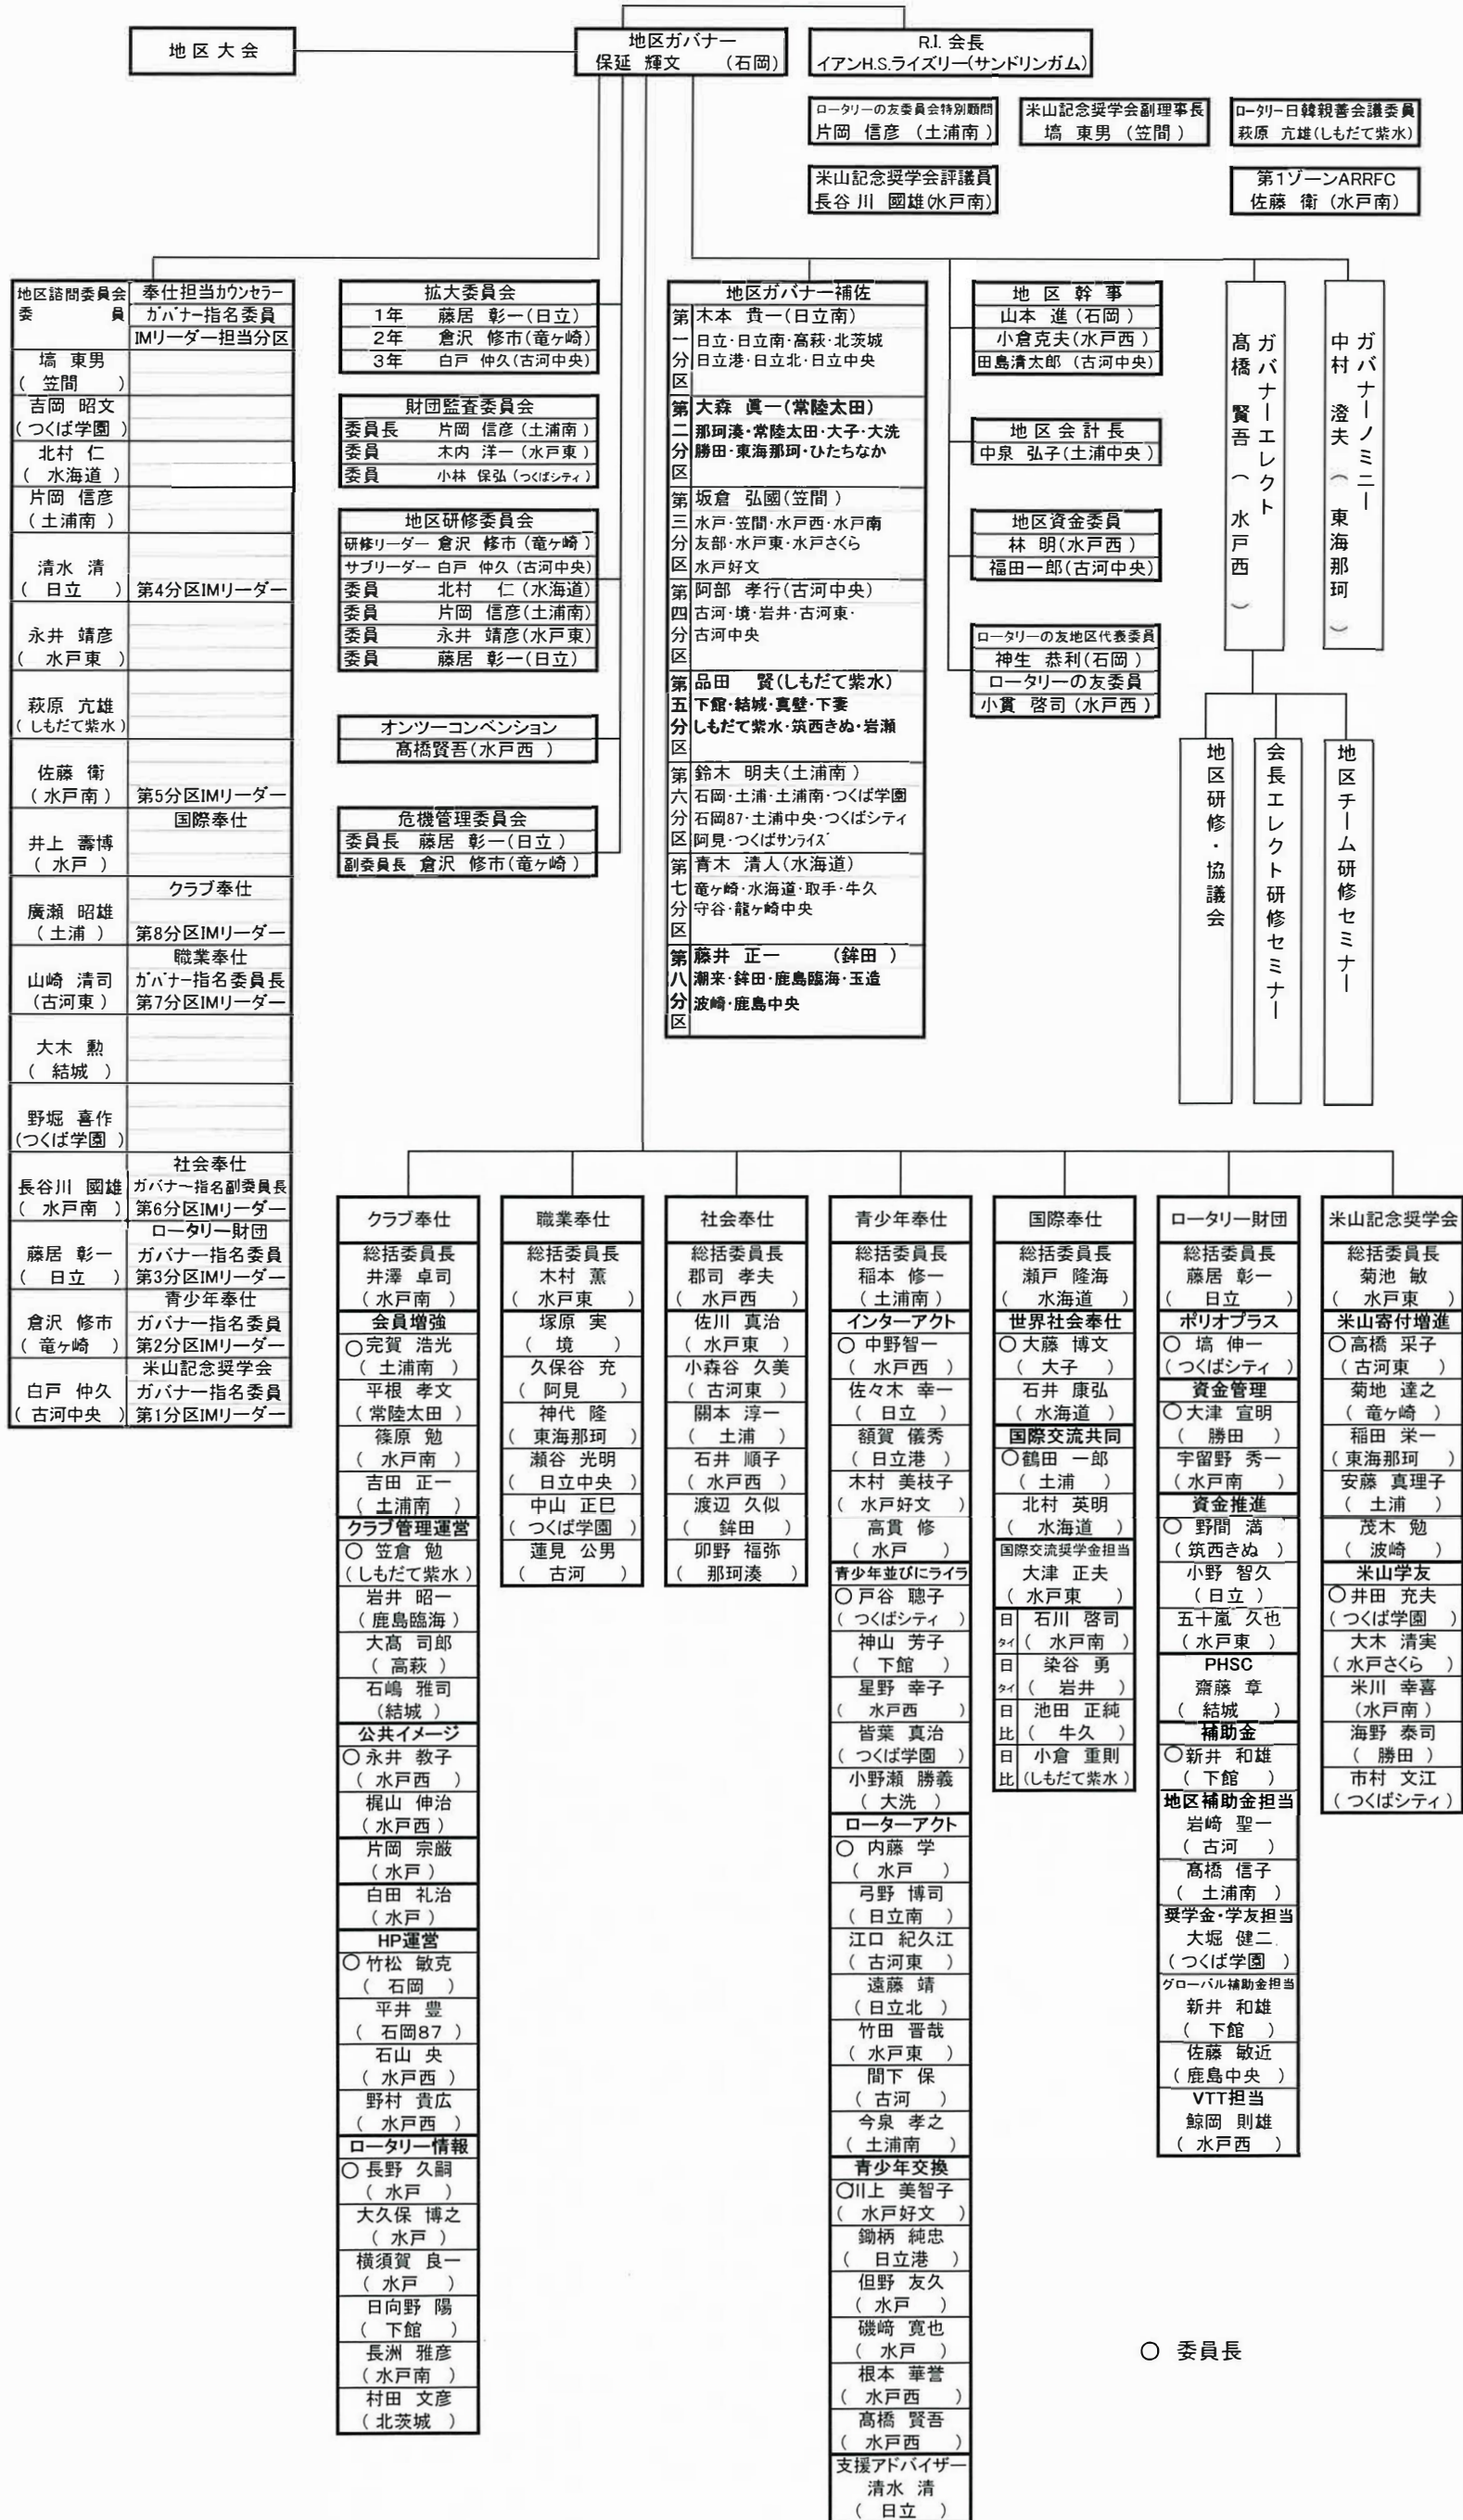 地区大会
地区ガバナー
保延 輝文 (石岡)
R.I. 会長
イアンH.S.ライズリー(サンドリンガム)
ロータリーの友委員会特別顧問
片岡 信彦 (土浦南)
米山記念奨学会副理事長
塙 東男 (笠間)
ロータリー日韓親善会議委員
萩原 亢雄(しもだて紫水)
米山記念奨学会評議員
長谷川 國雄(水戸南)
第1ゾーンARRFC
佐藤 衛 (水戸南)
地区諮問委員会
委 員
奉仕担当カウンセラー
ガバナー指名委員
IMリーダー担当分区
塙 東男
( 笠間 )
吉岡 昭文
(つくば学園)
北村 仁
( 水海道 )
片岡 信彦
( 土浦南 )
清水 清
( 日立 )
第4分区IMリーダー
永井 靖彦
( 水戸東 )
萩原 亢雄
(しもだて紫水)
佐藤 衛
( 水戸南 )
第5分区IMリーダー
国際奉仕
井上 壽博
( 水戸 )
クラブ奉仕
廣瀬 昭雄
( 土浦 )
第8分区IMリーダー
職業奉仕
山崎 清司
ガバナー指名委員長
(古河東)
第7分区IMリーダー
大木 勲
( 結城 )
野堀 喜作
(つくば学園)
社会奉仕
長谷川 國雄
ガバナー指名副委員長
( 水戸南 )
第6分区IMリーダー
ロータリー財団
藤居 彰一
ガバナー指名委員
( 日立 )
第3分区IMリーダー
青少年奉仕
倉沢 修市
ガバナー指名委員
( 竜ヶ崎 )
第2分区IMリーダー
米山記念奨学会
白戸 仲久
ガバナー指名委員
( 古河中央 )
第1分区IMリーダー
拡大委員会
1年 藤居 彰一(日立)
2年 倉沢 修市(竜ヶ崎)
3年 白戸 仲久(古河中央)
財団監査委員会
委員長 片岡 信彦(土浦南)
委員 木内 洋一(水戸東)
委員 小林 保弘(つくばシティ)
地区研修委員会
研修リーダー 倉沢 修市(竜ヶ崎)
サブリーダー 白戸 仲久(古河中央)
委員 北村 仁(水海道)
委員 片岡 信彦(土浦南)
委員 永井 靖彦(水戸東)
委員 藤居 彰一(日立)
オンツーコンベンション
髙橋賢吾(水戸西)
危機管理委員会
委員長 藤居 彰一(日立)
副委員長 倉沢 修市(竜ヶ崎)
地区ガバナー補佐
第一分区
木本 貴一(日立南)
日立・日立南・高萩・北茨城
日立港・日立北・日立中央
第二分区
大森 眞一(常陸太田)
那珂湊・常陸太田・大子・大洗
勝田・東海那珂・ひたちなか
第三分区
坂倉 弘國(笠間)
水戸・笠間・水戸西・水戸南
友部・水戸東・水戸さくら
水戸好文
第四分区
阿部 孝行(古河中央)
古河・境・岩井・古河東・
古河中央
第五分区
品田 賢(しもだて紫水)
下館・結城・真壁・下妻
しもだて紫水・筑西きぬ・岩瀬
第六分区
鈴木 明夫(土浦南)
石岡・土浦・土浦南・つくば学園
石岡87・土浦中央・つくばシティ
阿見・つくばサンライズ
第七分区
青木 清人(水海道)
竜ヶ崎・水海道・取手・牛久
守谷・龍ヶ崎中央
第八分区
藤井 正一 (鉾田)
潮来・鉾田・鹿島臨海・玉造
波崎・鹿島中央
地区幹事
山本 進(石岡)
小倉克夫(水戸西)
田島清太郎 (古河中央)
地区会計長
中泉 弘子(土浦中央)
地区資金委員
林 明(水戸西)
福田一郎(古河中央)
ロータリーの友地区代表委員
神生 恭利(石岡)
ロータリーの友委員
小貫 啓司(水戸西)
ガバナーエレクト
髙橋 賢吾(水戸西)
ガバナーノミニー
中村 澄夫(東海那珂)
地区研修・協議会
会長エレクト研修セミナー
地区チーム研修セミナー
クラブ奉仕
総括委員長
井澤 卓司
( 水戸南 )
会員増強
○宍賀 浩光
( 土浦南 )
平根 孝文
( 常陸太田 )
篠原 勉
( 水戸南 )
吉田 正一
( 土浦南 )
クラブ管理運営
○ 笠倉 勉
(しもだて紫水)
岩井 昭一
( 鹿島臨海 )
大髙 司郎
( 高萩 )
石嶋 雅司
(結城 )
公共イメージ
○永井 教子
( 水戸西 )
梶山 伸治
( 水戸西 )
片岡 宗厳
( 水戸 )
白田 礼治
( 水戸 )
HP運営
○竹松 敏克
( 石岡 )
平井 豊
( 石岡87 )
石山 央
( 水戸西 )
野村 貴広
( 水戸西 )
ロータリー情報
○長野 久嗣
( 水戸 )
大久保 博之
( 水戸 )
横須賀 良一
( 水戸 )
日向野 陽
( 下館 )
長洲 雅彦
( 水戸南 )
村田 文彦
( 北茨城 )
職業奉仕
総括委員長
木村 薫
( 水戸東 )
塚原 実
( 境 )
久保谷 充
( 阿見 )
神代 隆
( 東海那珂 )
瀬谷 光明
( 日立中央 )
中山 正巳
( つくば学園 )
蓮見 公男
( 古河 )
社会奉仕
総括委員長
郡司 孝夫
( 水戸西 )
佐川 真治
( 水戸東 )
小森谷 久美
( 古河東 )
關本 淳一
( 土浦 )
石井 順子
( 水戸西 )
渡辺 久似
( 鉾田 )
卯野 福弥
( 那珂湊 )
青少年奉仕
総括委員長
稲本 修一
( 土浦南 )
インターアクト
○ 中野智一
( 水戸西 )
佐々木 幸一
( 日立 )
額賀 儀秀
( 日立港 )
木村 美枝子
( 水戸好文 )
高貫 修
( 水戸 )
青少年並びにライラ
○戸谷 聰子
( つくばシティ )
神山 芳子
( 下館 )
星野 幸子
( 水戸西 )
皆葉 真治
( つくば学園 )
小野瀬 勝義
( 大洗 )
ローターアクト
○ 内藤 学
( 水戸 )
弓野 博司
( 日立南 )
江口 紀久江
( 古河東 )
遠藤 靖
( 日立北 )
竹田 晋哉
( 水戸東 )
間下 保
( 古河 )
今泉 孝之
( 土浦南 )
青少年交換
○川上 美智子
( 水戸好文 )
鋤柄 純忠
( 日立港 )
但野 友久
( 水戸 )
磯﨑 寛也
( 水戸 )
根本 華誉
( 水戸西 )
髙橋 賢吾
( 水戸西 )
支援アドバイザー
清水 清
( 日立 )
国際奉仕
総括委員長
瀬戸 隆海
( 水海道 )
世界社会奉仕
○大藤 博文
( 大子 )
石井 康弘
( 水海道 )
国際交流共同
○鶴田 一郎
( 土浦 )
北村 英明
( 水海道 )
国際交流奨学金担当
大津 正夫
( 水戸東 )
日タイ 石川 啓司
( 水戸南 )
日タイ 染谷 勇
( 岩井 )
日比 池田 正純
( 牛久 )
日比 小倉 重則
(しもだて紫水)
ロータリー財団
総括委員長
藤居 彰一
( 日立 )
ポリオプラス
○ 塙 伸一
(つくばシティ)
資金管理
○大津 宣明
( 勝田 )
宇留野 秀一
( 水戸南 )
資金推進
○ 野間 満
( 筑西きぬ )
小野 智久
( 日立 )
五十嵐 久也
( 水戸東 )
PHSC
齋藤 章
( 結城 )
補助金
○新井 和雄
( 下館 )
地区補助金担当
岩﨑 聖一
( 古河 )
髙橋 信子
( 土浦南 )
奨学金・学友担当
大堀 健二
( つくば学園 )
グローバル補助金担当
新井 和雄
( 下館 )
佐藤 敏近
( 鹿島中央 )
VTT担当
鯨岡 則雄
( 水戸西 )
米山記念奨学会
総括委員長
菊池 敏
( 水戸東 )
米山寄付増進
○高橋 采子
( 古河東 )
菊地 達之
( 竜ヶ崎 )
稲田 栄一
( 東海那珂 )
安藤 真理子
( 土浦 )
茂木 勉
( 波崎 )
米山学友
○井田 充夫
( つくば学園 )
大木 清実
( 水戸さくら )
米川 幸喜
(水戸南 )
海野 泰司
( 勝田 )
市村 文江
( つくばシティ )
○ 委員長